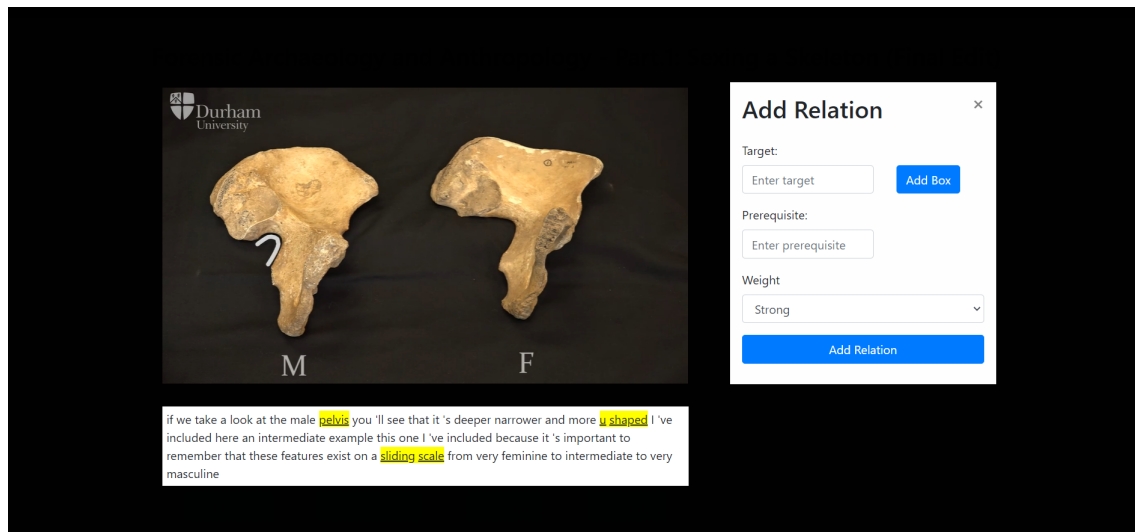 Durham
University
M
F
Add Relation
×
Target:
Enter target
Add Box
Prerequisite:
Enter prerequisite
Weight
Strong
Add Relation
if we take a look at the male pelvis you 'll see that it 's deeper narrower and more u shaped I 've
included here an intermediate example this one I 've included because it 's important to
remember that these features exist on a sliding scale from very feminine to intermediate to very
masculine